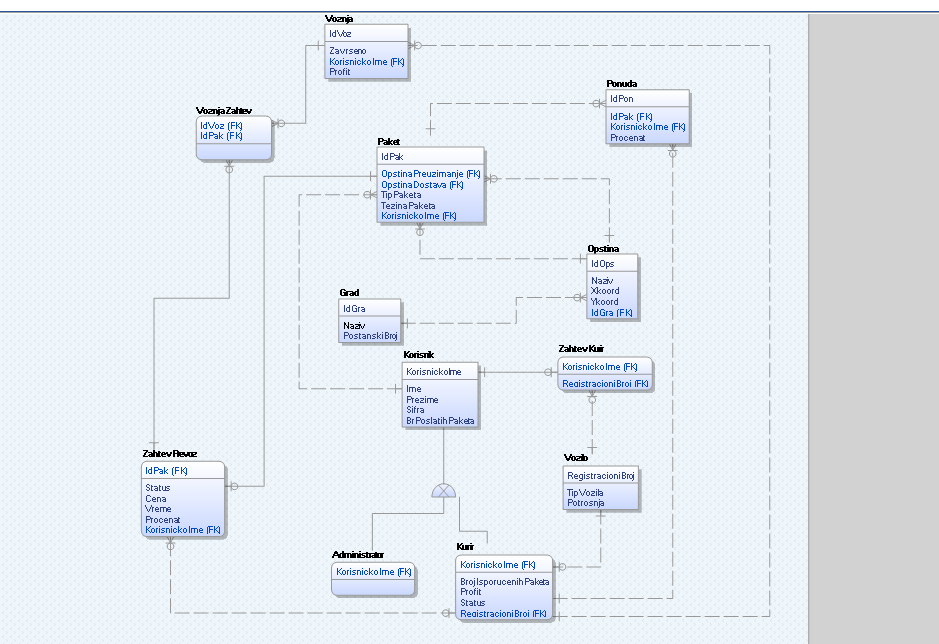 Voznja
IdVoz
Zavrseno
KorisnickoIme (FK)
Profit
Ponuda
IdPon
IdPak (FK)
KorisnickoIme (FK)
Procenat
VoznjaZahtev
IdVoz (FK)
IdPak (FK)
Paket
IdPak
OpstinaPreuzimanje (FK)
OpstinaDostava (FK)
TipPaketa
TezinaPaketa
KorisnickoIme (FK)
Opstina
IdOps
Naziv
Xkoord
Ykoord
IdGra (FK)
Grad
IdGra
Naziv
PostanskiBroj
Korisnik
KorisnickoIme
Ime
Prezime
Sifra
BrPoslatihPaketa
ZahtevKurir
KorisnickoIme (FK)
RegistracioniBroj (FK)
Vozilo
RegistracioniBroj
TipVozila
Potrosnja
ZahtevPrevoz
IdPak (FK)
Status
Cena
Vreme
Procenat
KorisnickoIme (FK)
Administrator
KorisnickoIme (FK)
Kurir
KorisnickoIme (FK)
BrojIsporucenihPaketa
Profit
Status
RegistracioniBroj (FK)